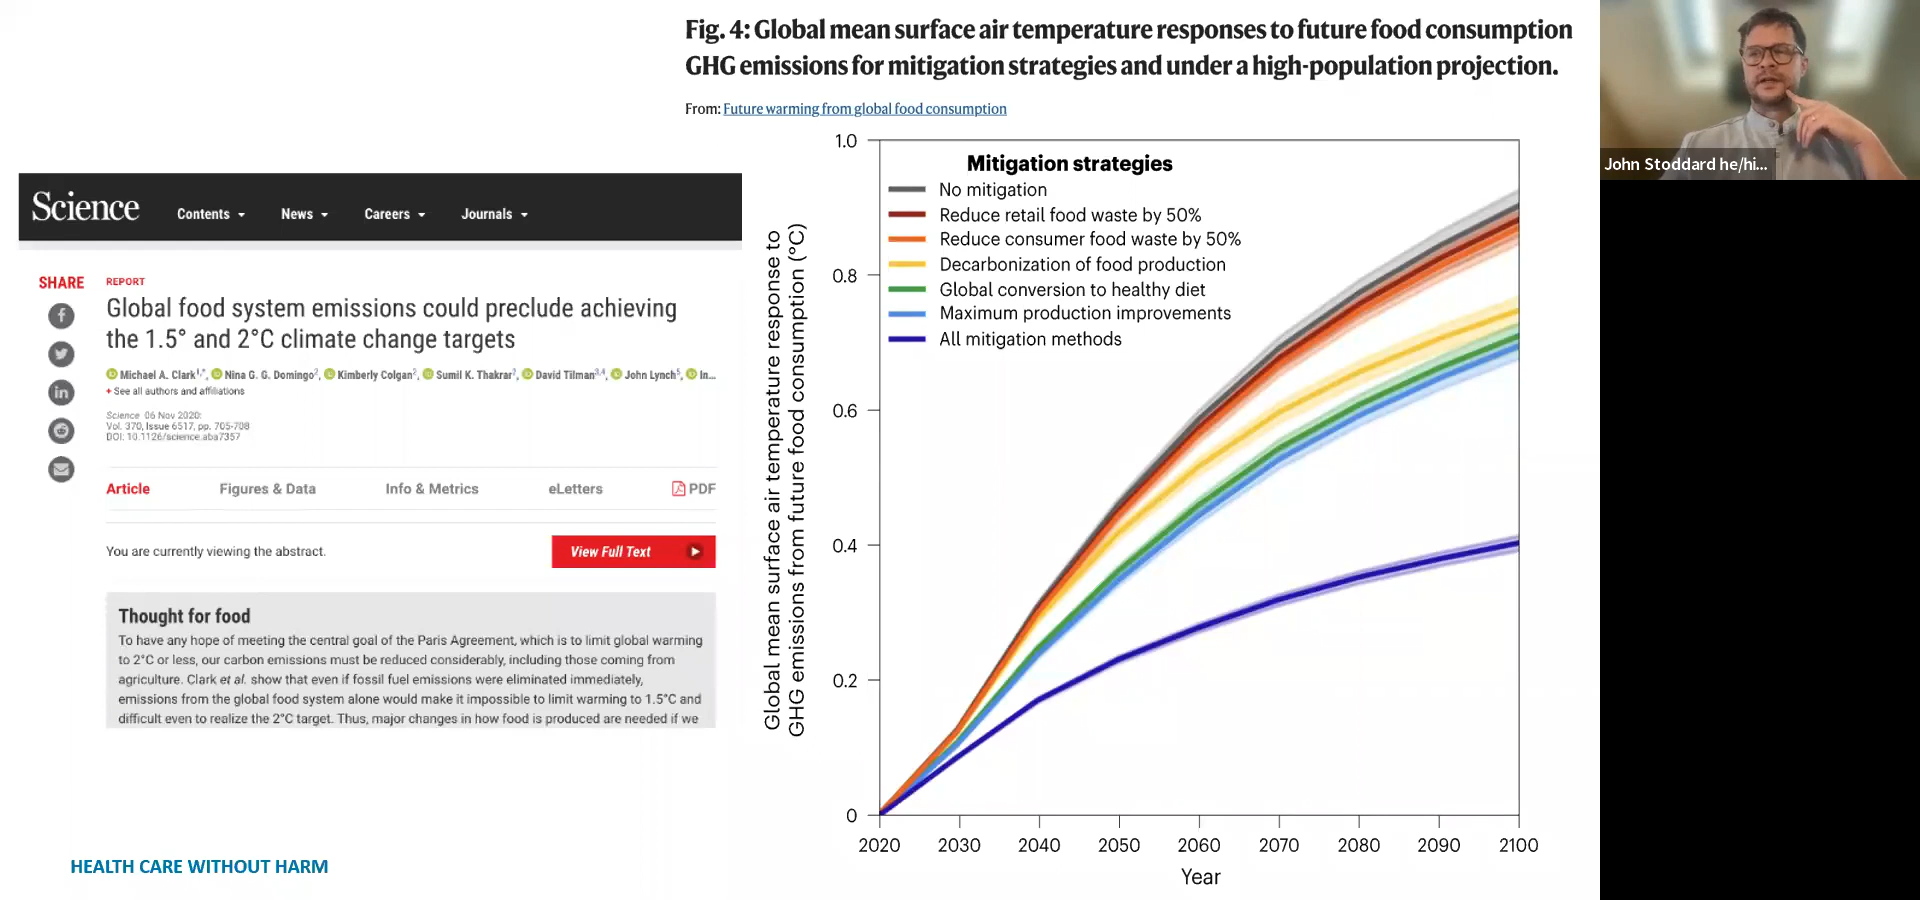 Fig. 4: Global mean surface air temperature responses to future food consumption
GHG emissions for mitigation strategies and under a high-population projection.
From: Future warming from global food consumption
John Stoddard he/hi...
Science
Contents
News
Careers
Journals
SHARE
REPORT
Global food system emissions could preclude achieving
the 1.5° and 2°C climate change targets
Michael A. Clark¹,*, Nina G. G. Domingo², Kimberly Colgan², Sumil K. Thakrar², David Tilman³,⁴, John Lynch⁵, In...
+ See all authors and affiliations
Science 06 Nov 2020:
Vol. 370, Issue 6517, pp. 705-708
DOI: 10.1126/science.aba7357
Article
Figures & Data
Info & Metrics
eLetters
PDF
You are currently viewing the abstract.
View Full Text
Thought for food
To have any hope of meeting the central goal of the Paris Agreement, which is to limit global warming
to 2°C or less, our carbon emissions must be reduced considerably, including those coming from
agriculture. Clark et al. show that even if fossil fuel emissions were eliminated immediately,
emissions from the global food system alone would make it impossible to limit warming to 1.5°C and
difficult even to realize the 2°C target. Thus, major changes in how food is produced are needed if we
HEALTH CARE WITHOUT HARM
Global mean surface air temperature response to
GHG emissions from future food consumption (°C)
1.0
0.8
0.6
0.4
0.2
0
Mitigation strategies
No mitigation
Reduce retail food waste by 50%
Reduce consumer food waste by 50%
Decarbonization of food production
Global conversion to healthy diet
Maximum production improvements
All mitigation methods
2020 2030 2040 2050 2060 2070 2080 2090 2100
Year